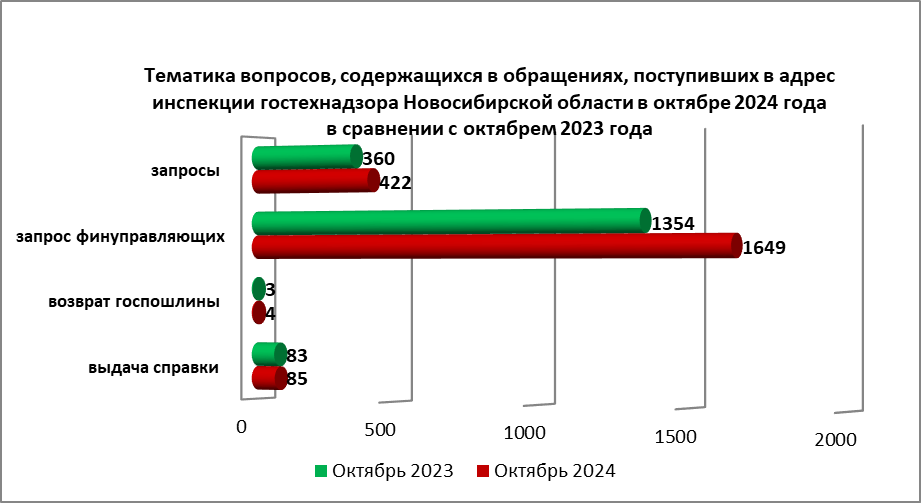 Тематика вопросов, содержащихся в обращениях, поступивших в адрес
инспекции гостехнадзора Новосибирской области в октябре 2024 года
в сравнении с октябрем 2023 года
запросы
360
422
запрос финуправляющих
1354
1649
возврат госпошлины
3
4
выдача справки
83
85
0
500
1000
1500
2000
Октябрь 2023
Октябрь 2024